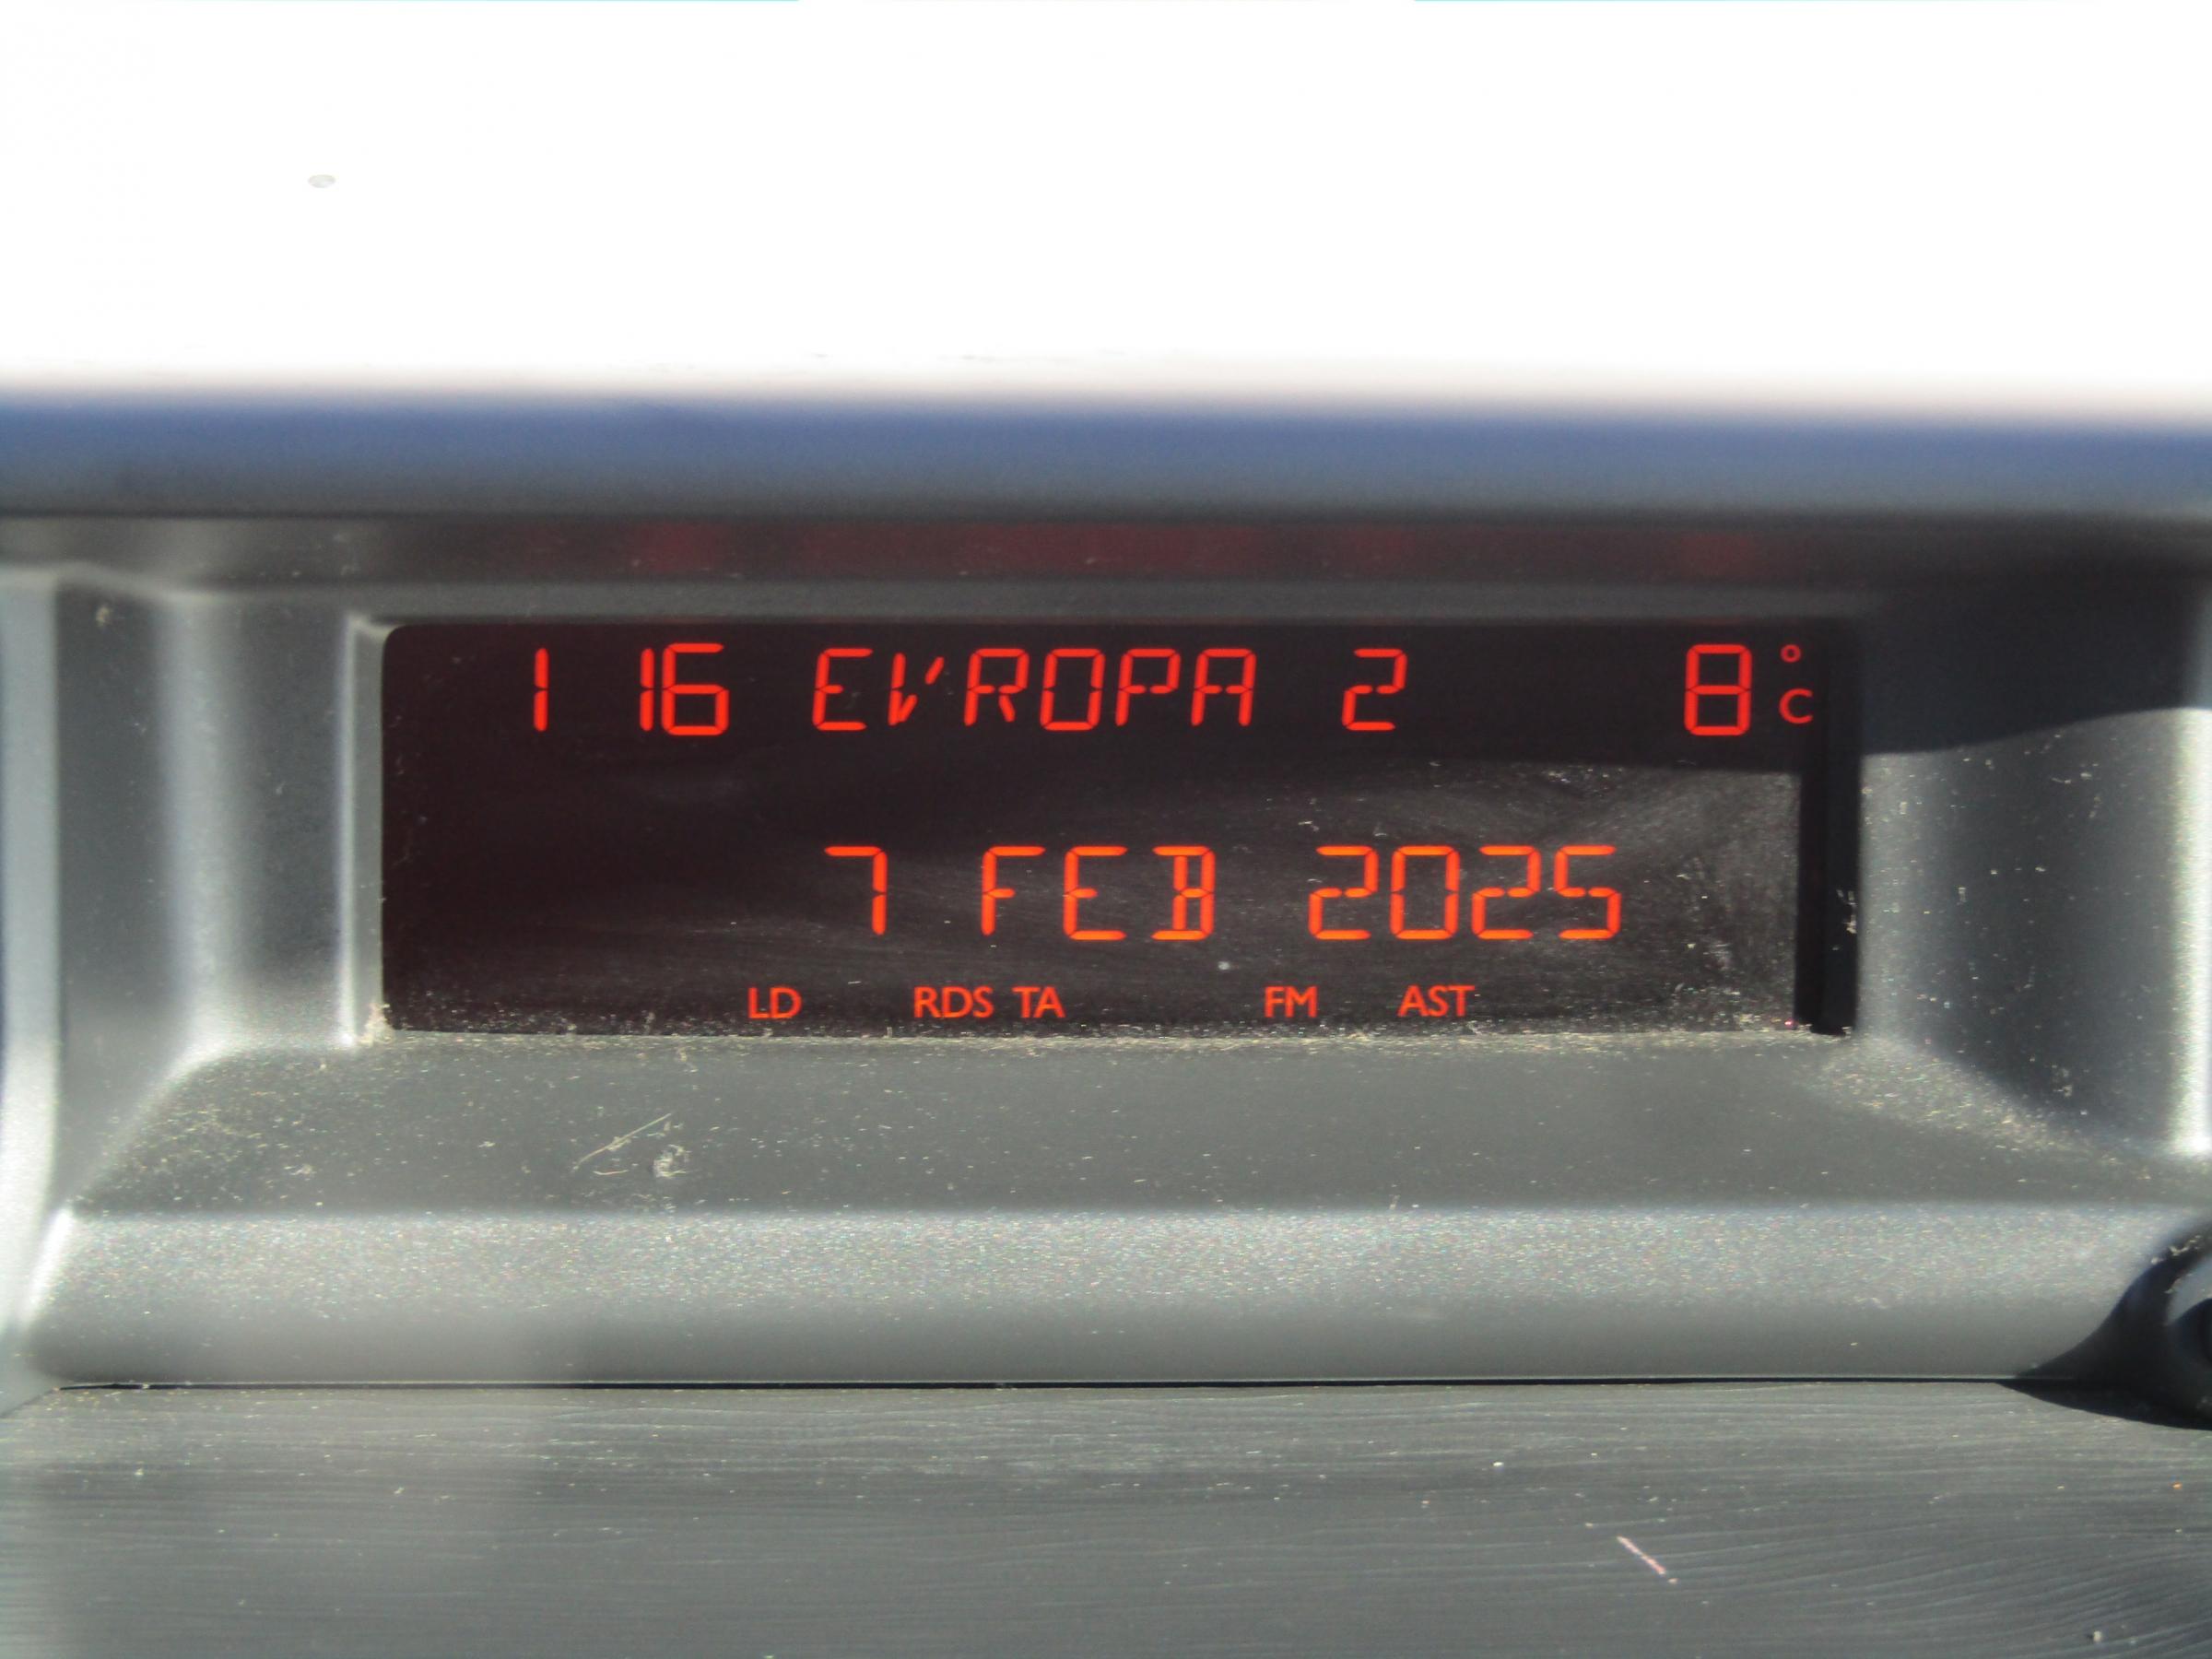 1 16 EVROPA 2 8 °C
7 FEB 2025
LD RDS TA FM AST